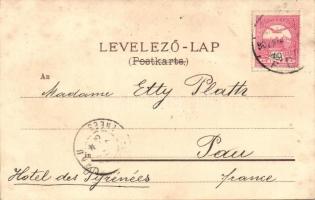 LEVELEZŐ-LAP
(Postkarte.)
An
Madame Etty Plath
Pau
Hotel des Pyrénées france